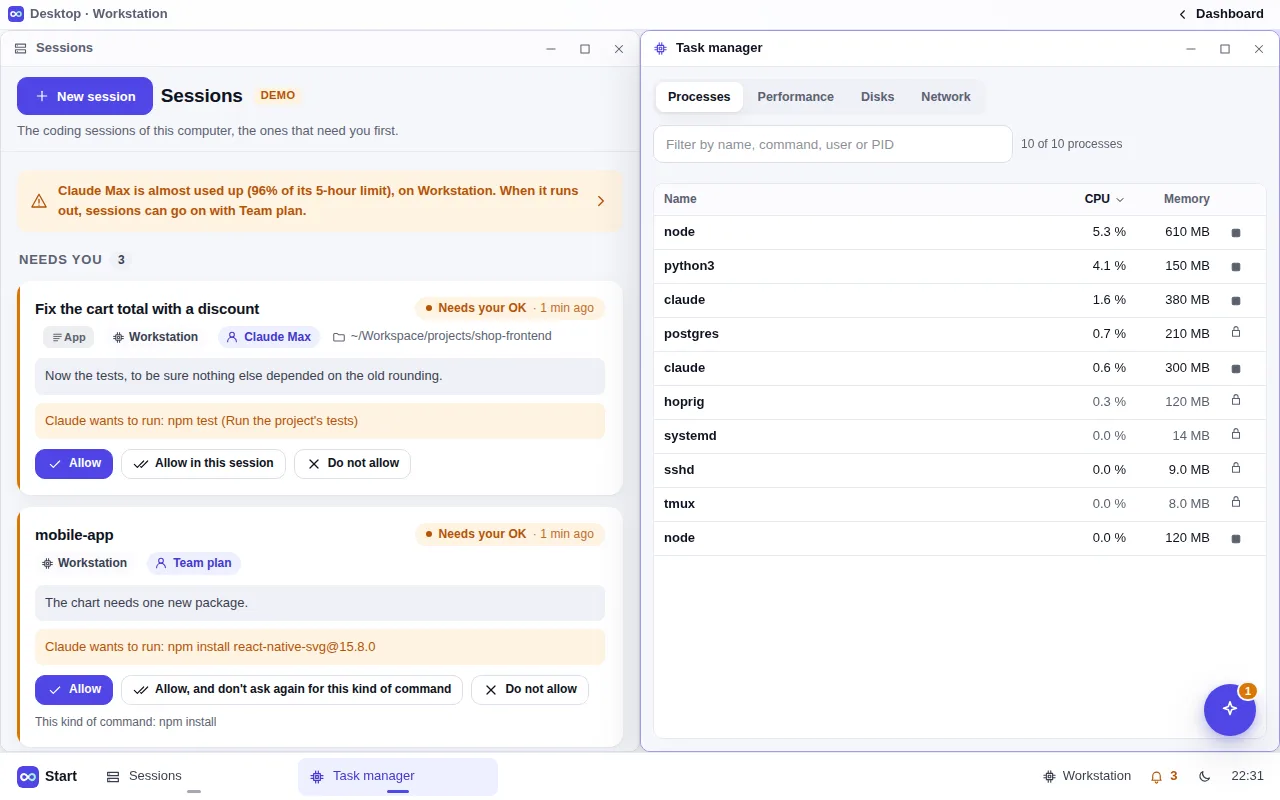 Desktop · Workstation
Dashboard
Sessions
New session
Sessions
DEMO
The coding sessions of this computer, the ones that need you first.
Claude Max is almost used up (96% of its 5-hour limit), on Workstation. When it runs
out, sessions can go on with Team plan.
NEEDS YOU 3
Fix the cart total with a discount
Needs your OK · 1 min ago
App Workstation Claude Max ~/Workspace/projects/shop-frontend
Now the tests, to be sure nothing else depended on the old rounding.
Claude wants to run: npm test (Run the project's tests)
Allow Allow in this session Do not allow
mobile-app
Needs your OK · 1 min ago
Workstation Team plan
The chart needs one new package.
Claude wants to run: npm install react-native-svg@15.8.0
Allow Allow, and don't ask again for this kind of command Do not allow
This kind of command: npm install
Task manager
Processes Performance Disks Network
Filter by name, command, user or PID
10 of 10 processes
Name CPU Memory
node 5.3 % 610 MB
python3 4.1 % 150 MB
claude 1.6 % 380 MB
postgres 0.7 % 210 MB
claude 0.6 % 300 MB
hoprig 0.3 % 120 MB
systemd 0.0 % 14 MB
sshd 0.0 % 9.0 MB
tmux 0.0 % 8.0 MB
node 0.0 % 120 MB
1
Start Sessions Task manager Workstation 3 22:31